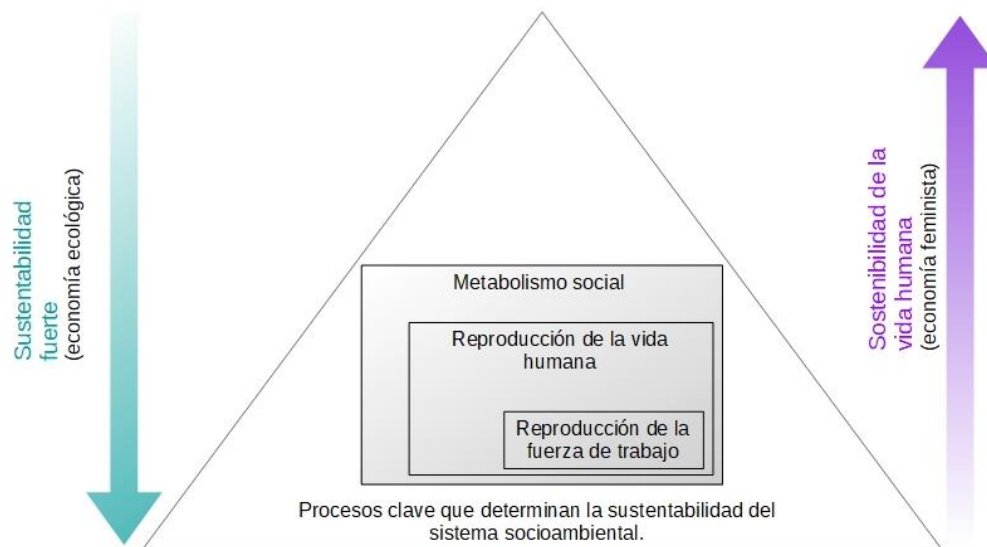 Sustentabilidad
fuerte
(economía ecológica)
Metabolismo social
Reproducción de la vida
humana
Reproducción de la
fuerza de trabajo
Procesos clave que determinan la sustentabilidad del
sistema socioambiental.
Sostenibilidad de la
vida humana
(economía feminista)